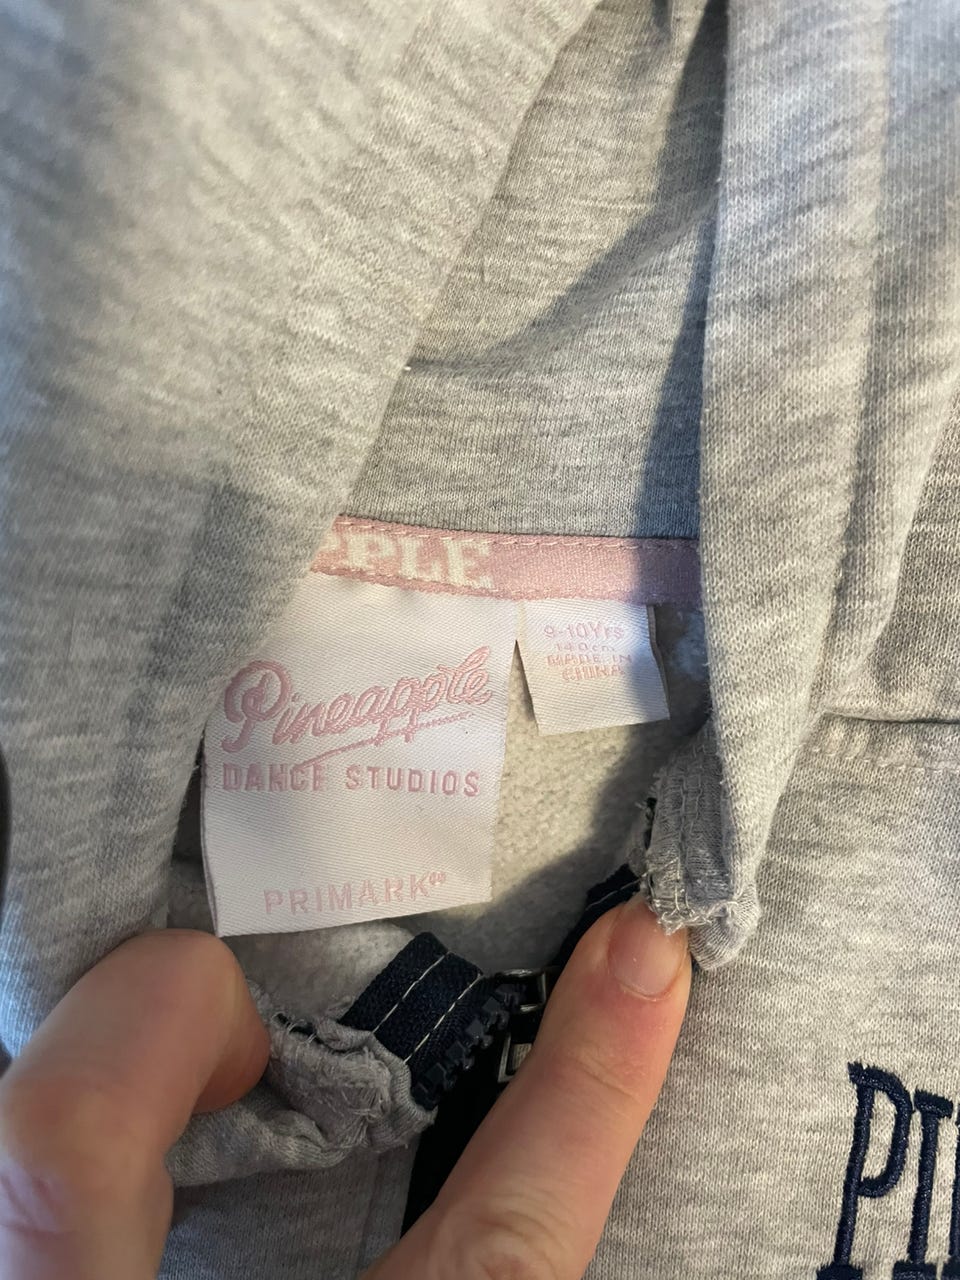 PPLE
Pineapple
DANCE STUDIOS
PRIMARK
9-10Yrs
140cm
MADE IN
CHINA
PI